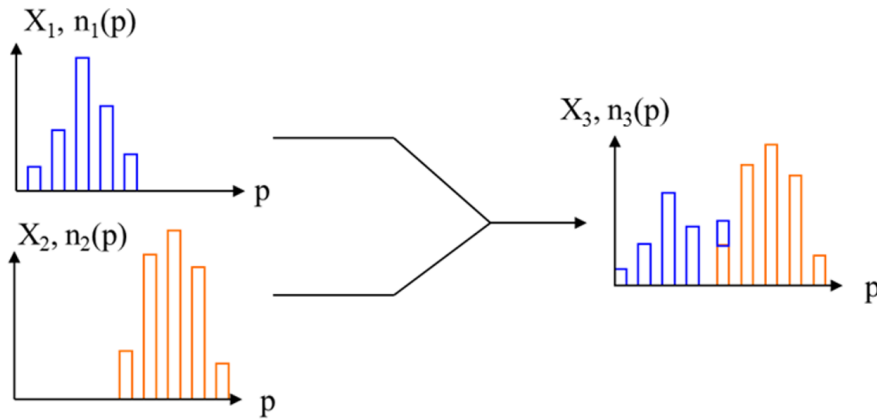 X₁, n₁(p)
p
X₂, n₂(p)
p
X₃, n₃(p)
p